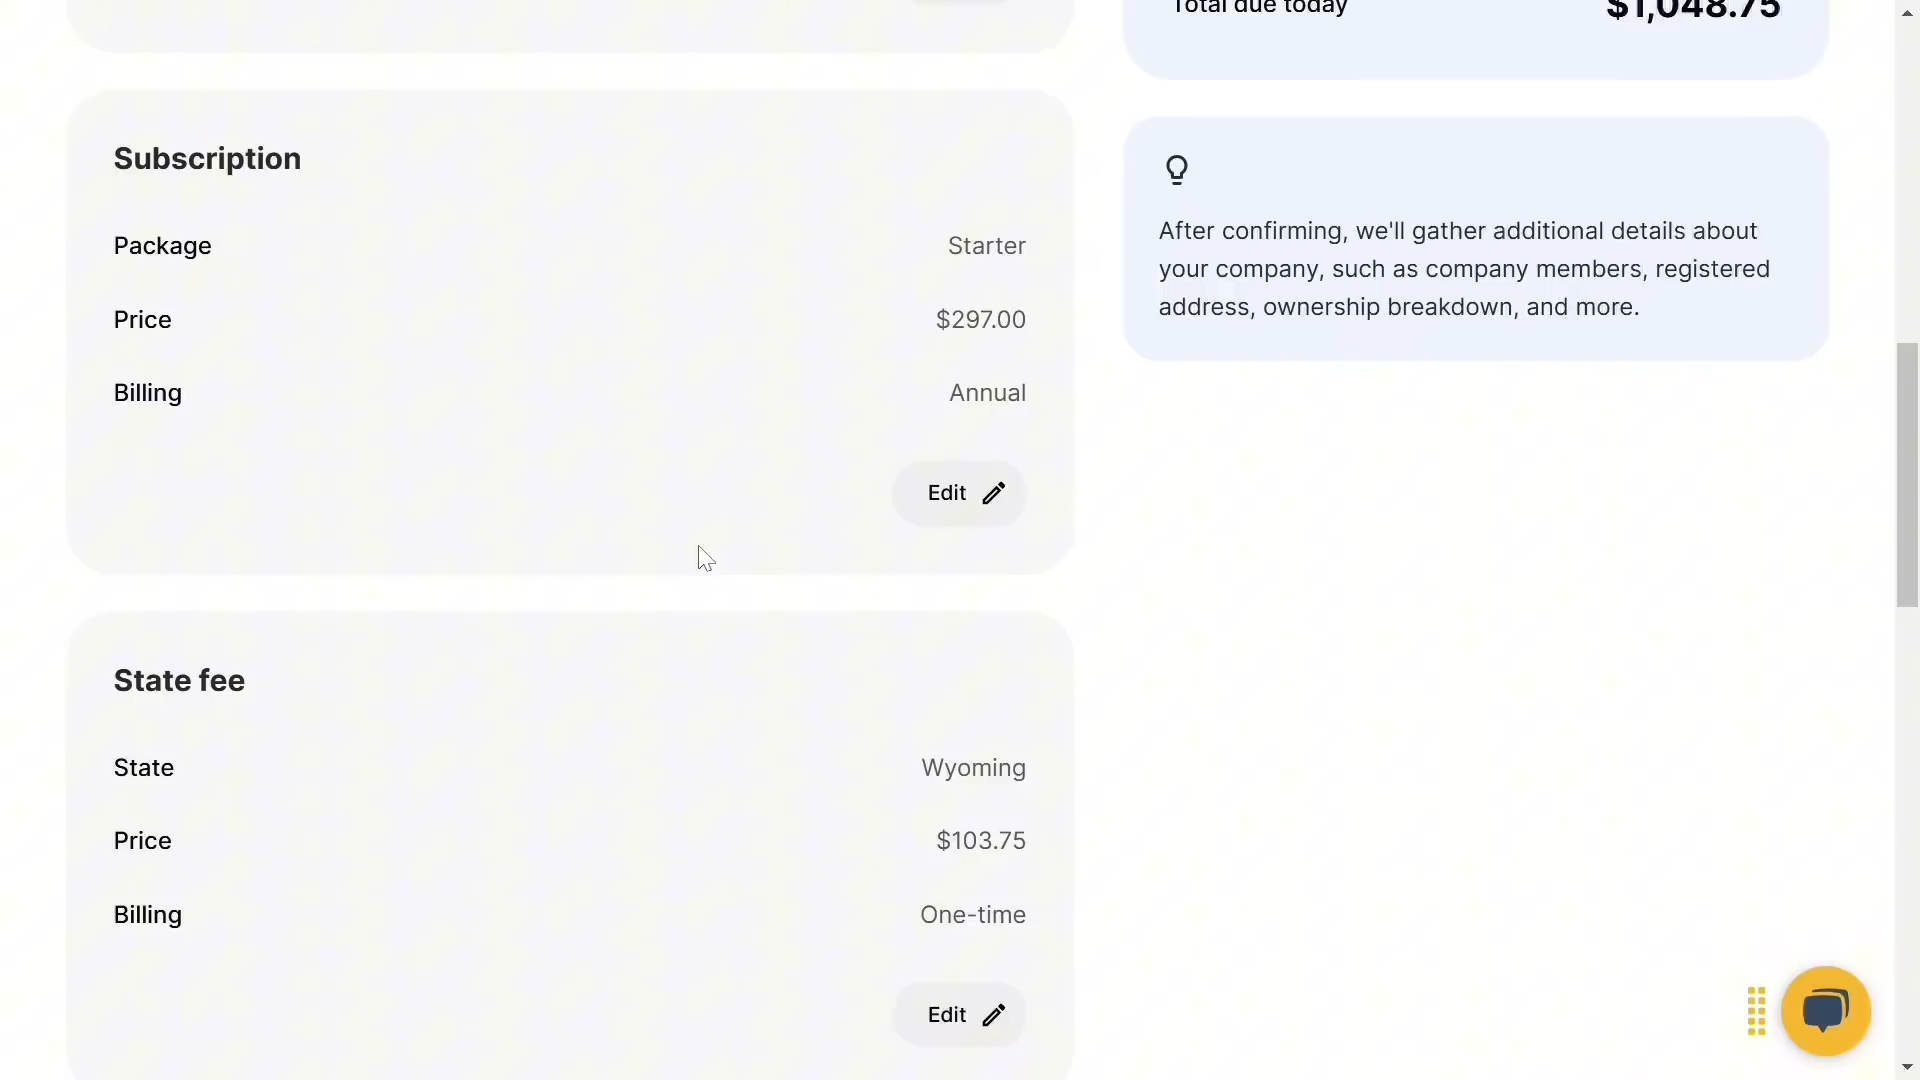 Total due today
$1,048.75
Subscription
Package
Starter
Price
$297.00
Billing
Annual
Edit
After confirming, we'll gather additional details about
your company, such as company members, registered
address, ownership breakdown, and more.
State fee
State
Wyoming
Price
$103.75
Billing
One-time
Edit